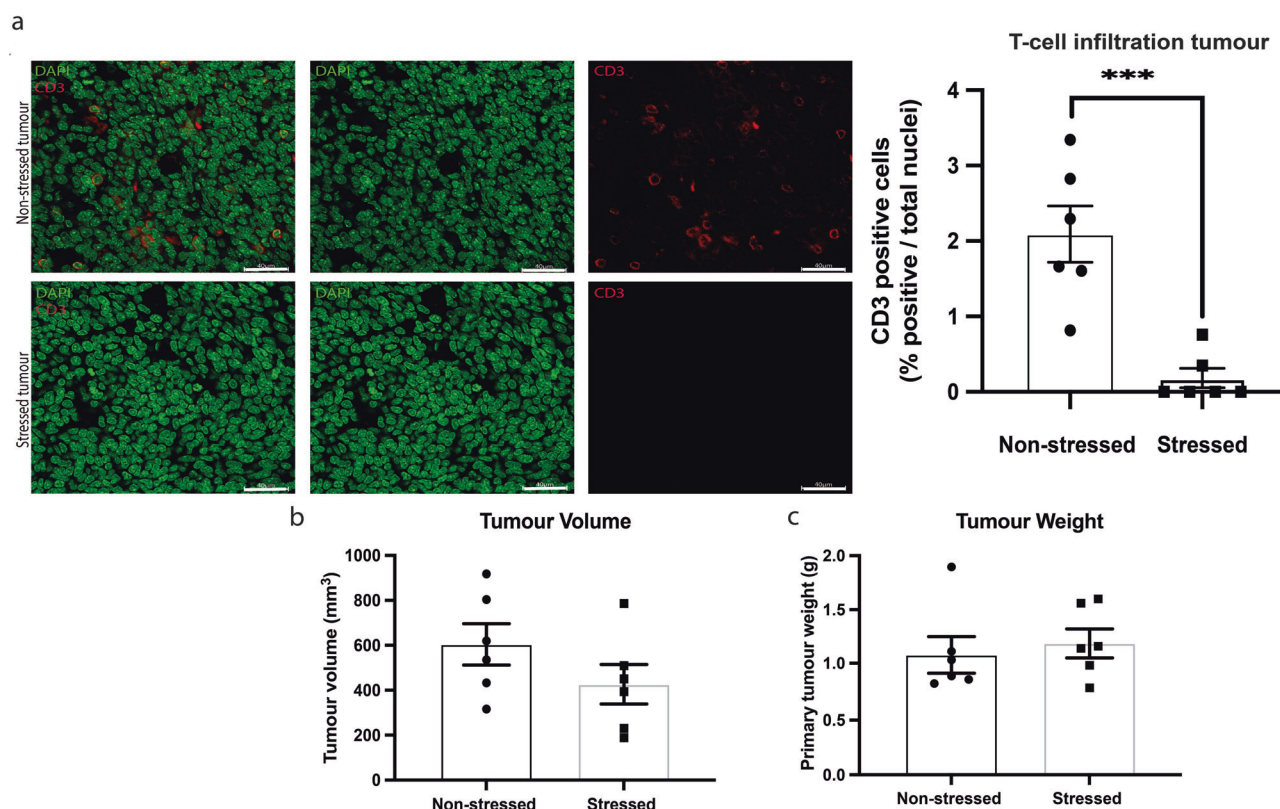 a
T-cell infiltration tumour
DAPI
CD3
DAPI
CD3
Non-stressed tumour
40µm
40µm
40µm
DAPI
CD3
DAPI
CD3
Stressed tumour
40µm
40µm
40µm
***
CD3 positive cells
(% positive / total nuclei)
4
3
2
1
0
Non-stressed
Stressed
b
Tumour Volume
Tumour volume (mm³)
1000
800
600
400
200
0
Non-stressed
Stressed
c
Tumour Weight
Primary tumour weight (g)
2.0
1.5
1.0
0.5
0.0
Non-stressed
Stressed